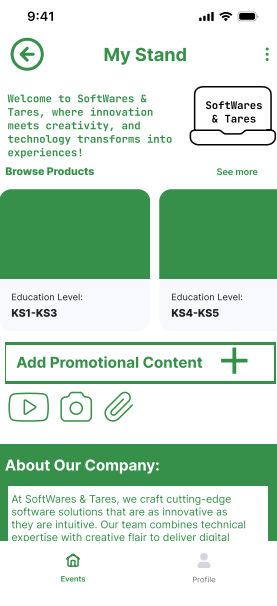 9:41
My Stand
Welcome to SoftWares &
Tares, where innovation
meets creativity, and
technology transforms into
experiences!
SoftWares
& Tares
Browse Products
See more
Education Level:
KS1-KS3
Education Level:
KS4-KS5
Add Promotional Content
About Our Company:
At SoftWares & Tares, we craft cutting-edge
software solutions that are as innovative as
they are intuitive. Our team combines technical
expertise with creative flair to deliver digital
Events
Profile